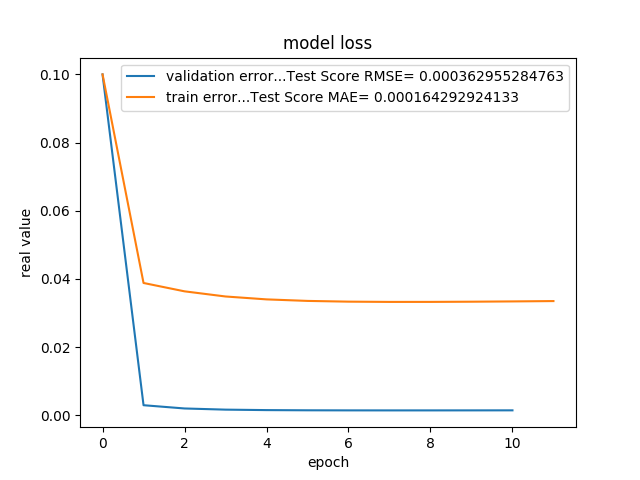 model loss
validation error...Test Score RMSE= 0.000362955284763
train error...Test Score MAE= 0.000164292924133
0.10
0.08
0.06
0.04
0.02
0.00
real value
0 2 4 6 8 10
epoch